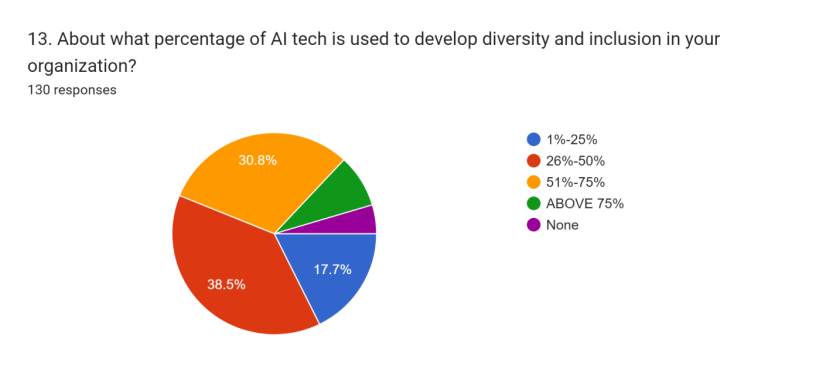 13. About what percentage of AI tech is used to develop diversity and inclusion in your
organization?
130 responses
30.8%
38.5%
17.7%
1%-25%
26%-50%
51%-75%
ABOVE 75%
None